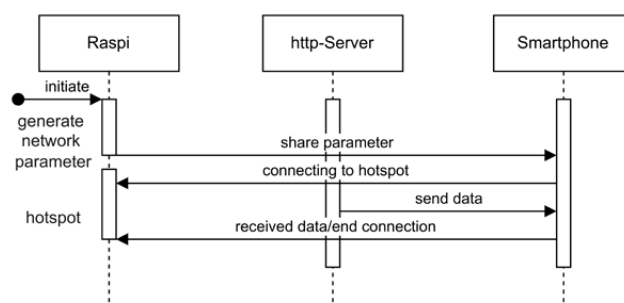 Raspi
http-Server
Smartphone
initiate
generate
network
parameter
share parameter
connecting to hotspot
send data
hotspot
received data/end connection